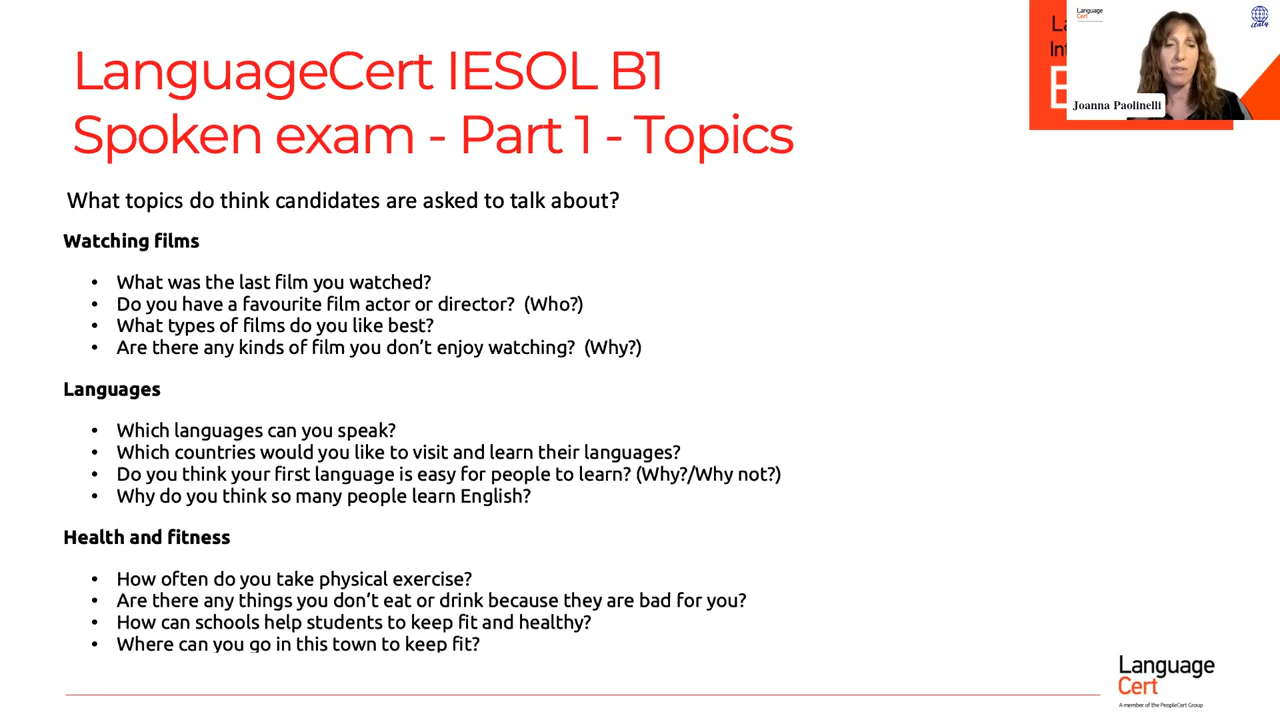 LanguageCert IESOL B1
Spoken exam - Part 1 - Topics
What topics do think candidates are asked to talk about?
Watching films
• What was the last film you watched?
• Do you have a favourite film actor or director? (Who?)
• What types of films do you like best?
• Are there any kinds of film you don't enjoy watching? (Why?)
Languages
• Which languages can you speak?
• Which countries would you like to visit and learn their languages?
• Do you think your first language is easy for people to learn? (Why?/Why not?)
• Why do you think so many people learn English?
Health and fitness
• How often do you take physical exercise?
• Are there any things you don't eat or drink because they are bad for you?
• How can schools help students to keep fit and healthy?
• Where can you go in this town to keep fit?
Language
Cert
Joanna Paolinelli
italy
Language
Cert
A member of the PeopleCert Group